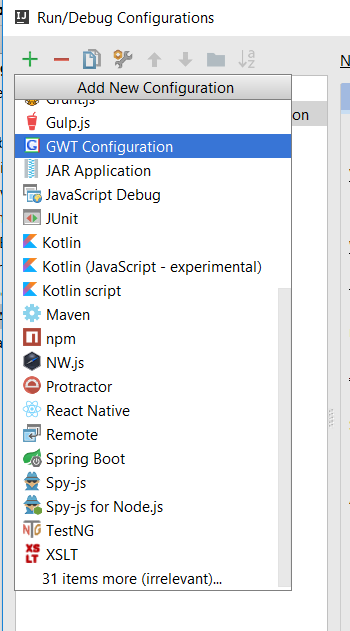 Run/Debug Configurations
Add New Configuration
Grunt.js
Gulp.js
GWT Configuration
JAR Application
JavaScript Debug
JUnit
Kotlin
Kotlin (JavaScript - experimental)
Kotlin script
Maven
npm
NW.js
Protractor
React Native
Remote
Spring Boot
Spy-js
Spy-js for Node.js
TestNG
XSLT
31 items more (irrelevant)...